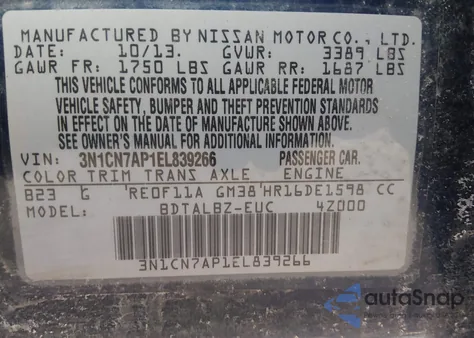 MANUFACTURED BY NISSAN MOTOR CO., LTD.
DATE: 10/13. GVWR: 3389 LBS
GAWR FR: 1750 LBS GAWR RR: 1687 LBS
THIS VEHICLE CONFORMS TO ALL APPLICABLE FEDERAL MOTOR
VEHICLE SAFETY, BUMPER AND THEFT PREVENTION STANDARDS
IN EFFECT ON THE DATE OF MANUFACTURE SHOWN ABOVE.
SEE OWNER'S MANUAL FOR ADDITIONAL INFORMATION.
VIN: 3N1CN7AP1EL839266 PASSENGER CAR.
COLOR TRIM TRANS AXLE ENGINE
B23 G 'RE0F11A GM38'HR16DE1598 CC
MODEL: BDTALBZ-EUC 4Z000
3N1CN7AP1EL839266
autoSnap